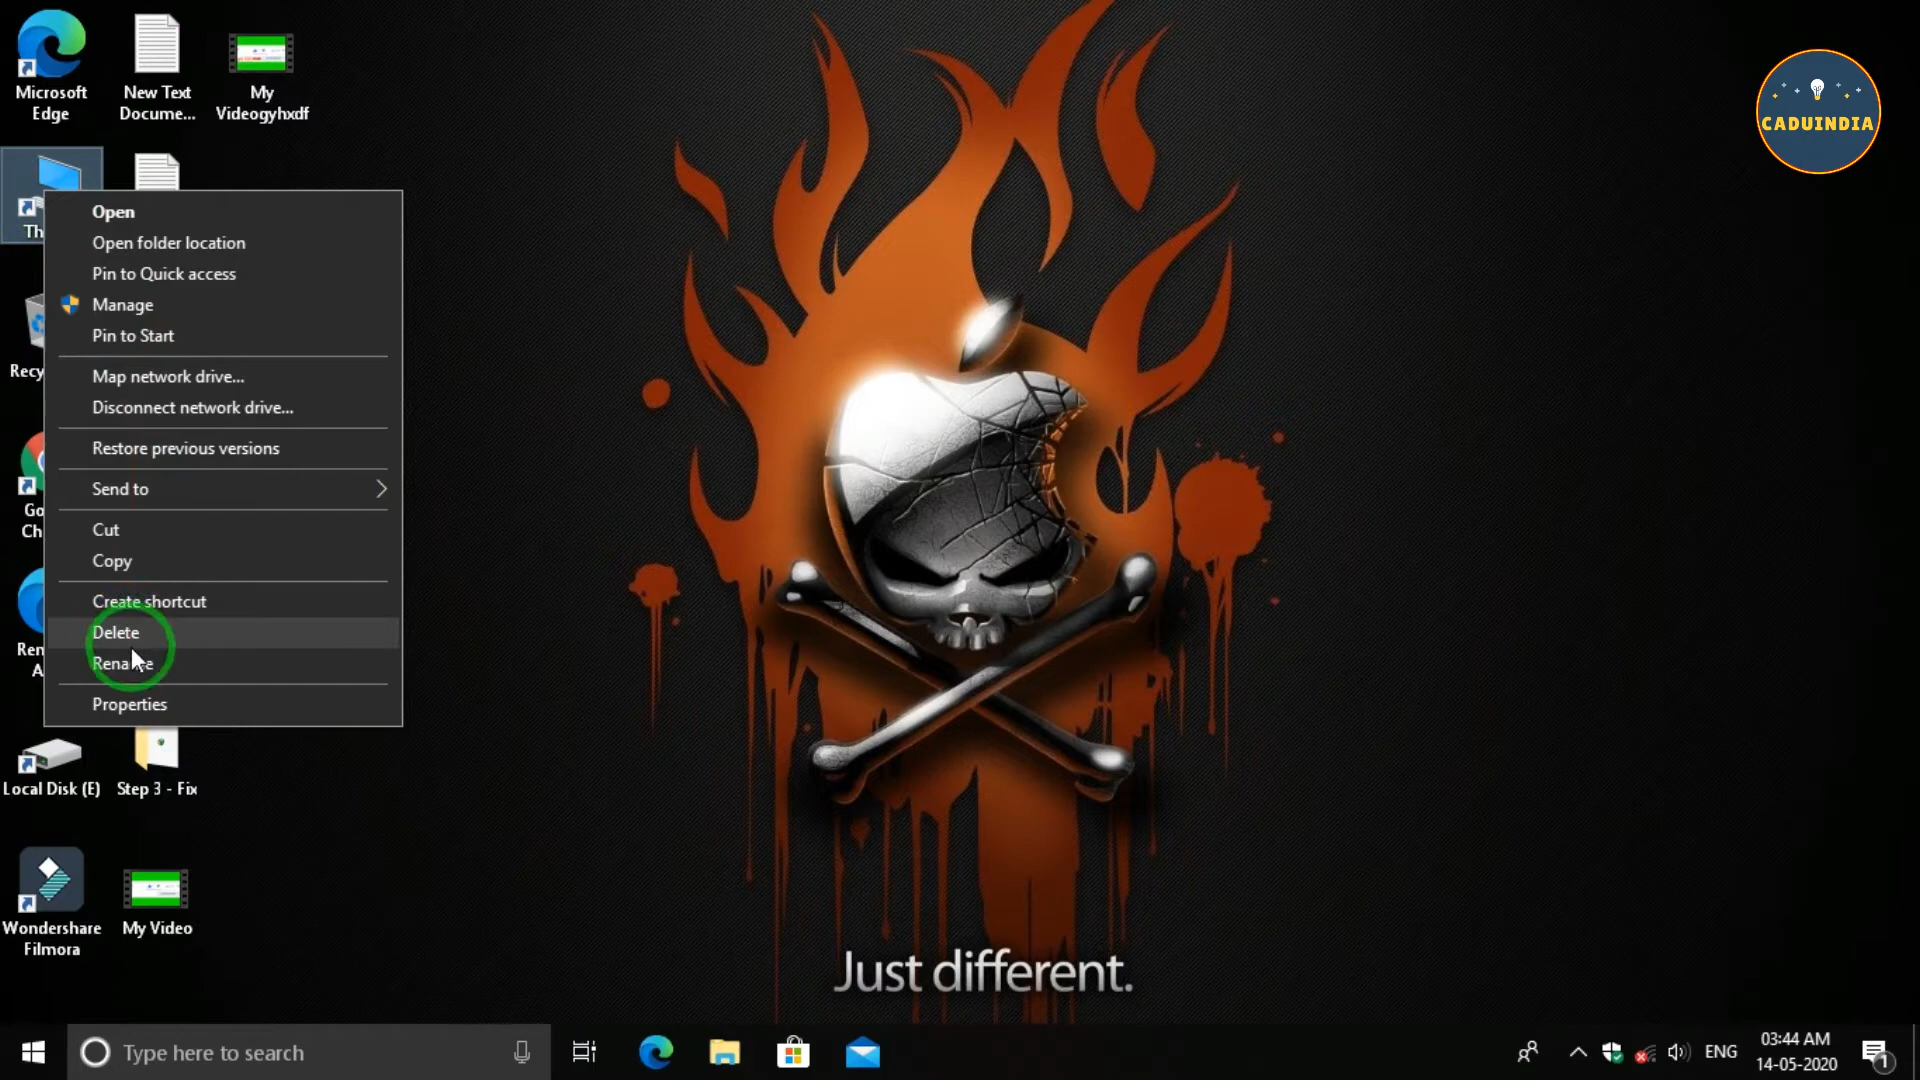 Microsoft
Edge
New Text
Docume...
My
Videogyhxdf
CADUINDIA
Open
Open folder location
Pin to Quick access
Manage
Pin to Start
Map network drive...
Disconnect network drive...
Restore previous versions
Send to
Cut
Copy
Create shortcut
Delete
Rename
Properties
Th
Recy
Go
Ch
Ren
A
Local Disk (E)
Step 3 - Fix
Wondershare
Filmora
My Video
Just different.
Type here to search
ENG
03:44 AM
14-05-2020
1